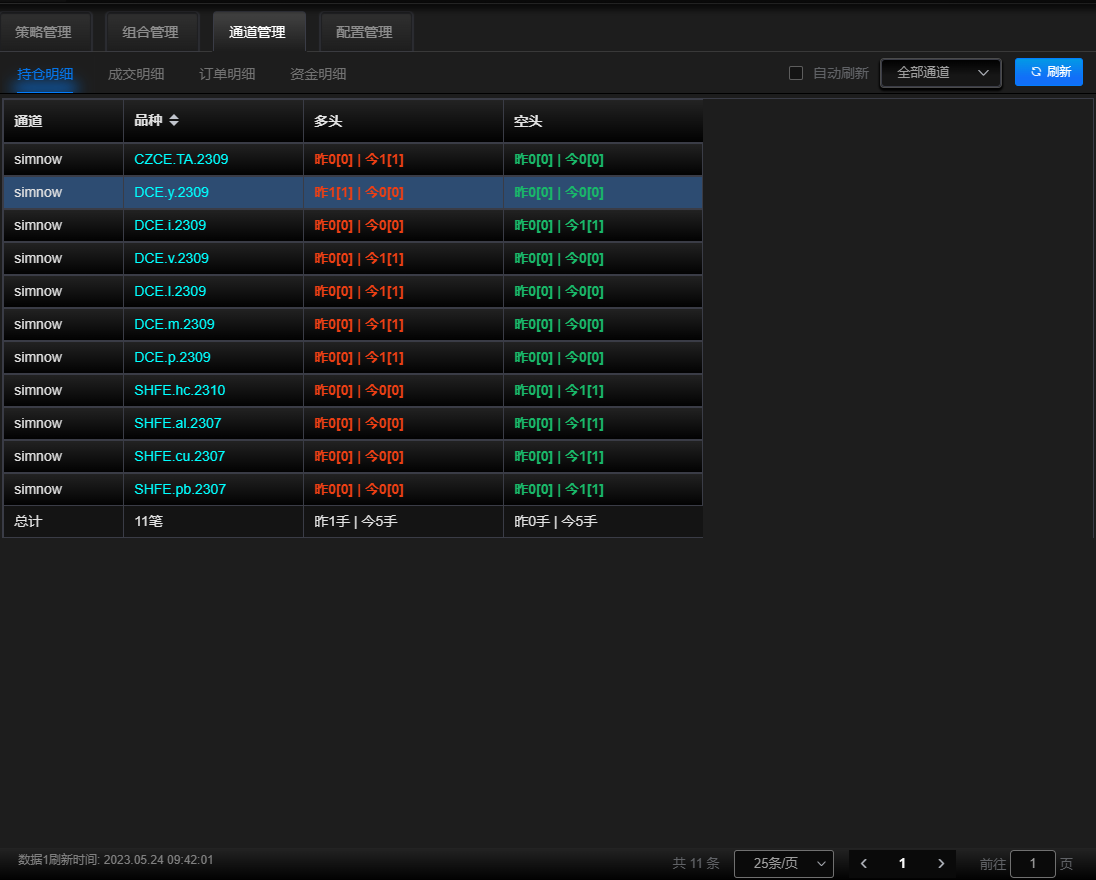 策略管理 组合管理 通道管理 配置管理
持仓明细 成交明细 订单明细 资金明细 自动刷新 全部通道 刷新
通道 品种 多头 空头
simnow CZCE.TA.2309 昨0[0] | 今1[1] 昨0[0] | 今0[0]
simnow DCE.y.2309 昨1[1] | 今0[0] 昨0[0] | 今0[0]
simnow DCE.i.2309 昨0[0] | 今0[0] 昨0[0] | 今1[1]
simnow DCE.v.2309 昨0[0] | 今1[1] 昨0[0] | 今0[0]
simnow DCE.l.2309 昨0[0] | 今1[1] 昨0[0] | 今0[0]
simnow DCE.m.2309 昨0[0] | 今1[1] 昨0[0] | 今0[0]
simnow DCE.p.2309 昨0[0] | 今1[1] 昨0[0] | 今0[0]
simnow SHFE.hc.2310 昨0[0] | 今0[0] 昨0[0] | 今1[1]
simnow SHFE.al.2307 昨0[0] | 今0[0] 昨0[0] | 今1[1]
simnow SHFE.cu.2307 昨0[0] | 今0[0] 昨0[0] | 今1[1]
simnow SHFE.pb.2307 昨0[0] | 今0[0] 昨0[0] | 今1[1]
总计 11笔 昨1手 | 今5手 昨0手 | 今5手
数据1刷新时间: 2023.05.24 09:42:01 共 11 条 25条/页 1 前往 1 页